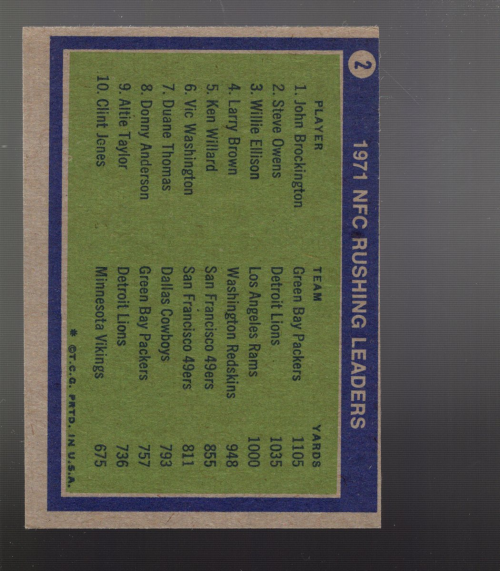 2
1971 NFC RUSHING LEADERS
PLAYER TEAM YARDS
1. John Brockington Green Bay Packers 1105
2. Steve Owens Detroit Lions 1035
3. Willie Ellison Los Angeles Rams 1000
4. Larry Brown Washington Redskins 948
5. Ken Willard San Francisco 49ers 855
6. Vic Washington San Francisco 49ers 811
7. Duane Thomas Dallas Cowboys 793
8. Donny Anderson Green Bay Packers 757
9. Altie Taylor Detroit Lions 736
10. Clint Jones Minnesota Vikings 675
* ©T.C.G. PRTD. IN U.S.A.